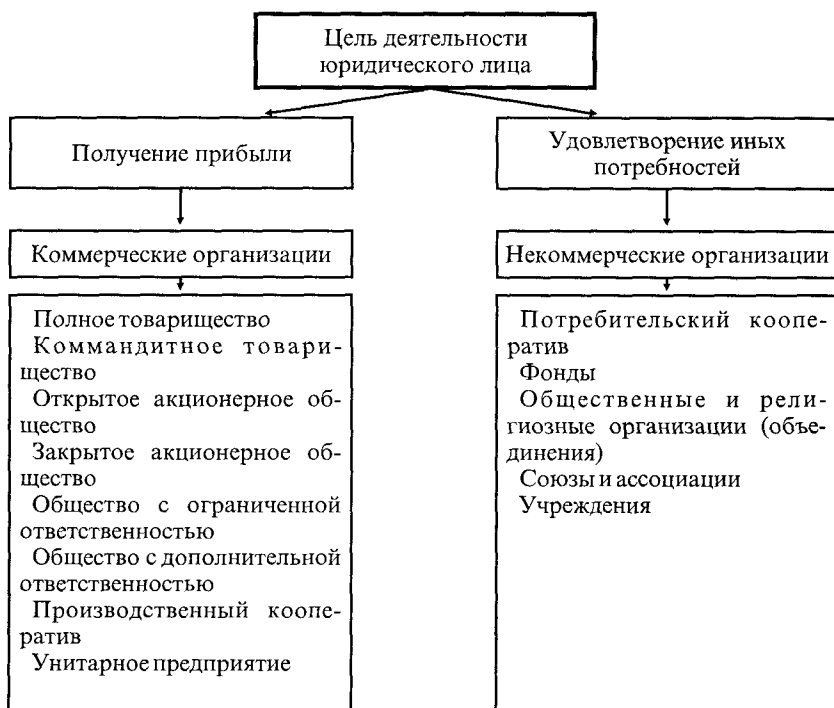 Цель деятельности
юридического лица
Получение прибыли
Удовлетворение иных
потребностей
Коммерческие организации
Некоммерческие организации
Полное товарищество
Коммандитное товари-
щество
Открытое акционерное об-
щество
Закрытое акционерное об-
щество
Общество с ограниченной
ответственностью
Общество с дополнительной
ответственностью
Производственный коопе-
ратив
Унитарное предприятие
Потребительский коопе-
ратив
Фонды
Общественные и рели-
гиозные организации (объе-
динения)
Союзы и ассоциации
Учреждения